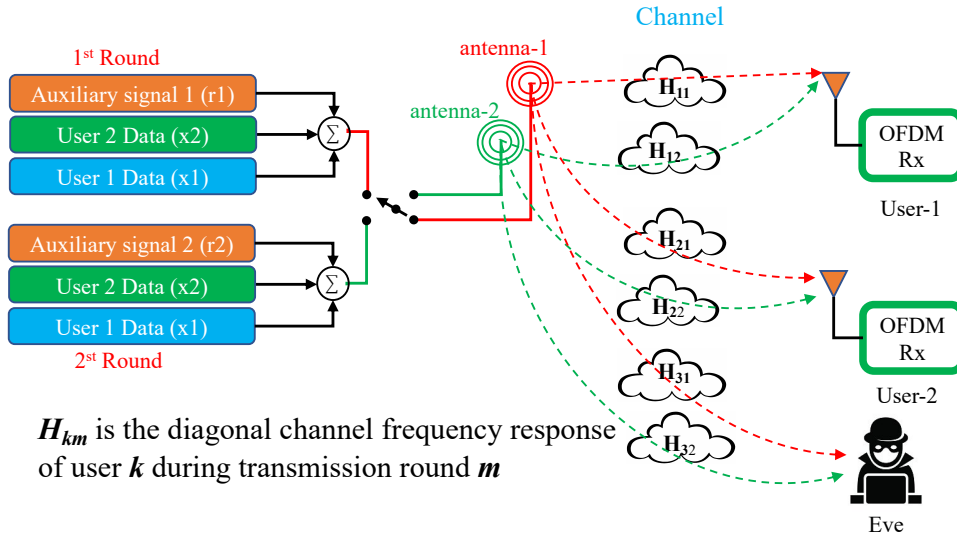 Channel
1st Round
antenna-1
Auxiliary signal 1 (r1)
User 2 Data (x2)
User 1 Data (x1)
∑
antenna-2
H11
H12
OFDM
Rx
User-1
Auxiliary signal 2 (r2)
User 2 Data (x2)
User 1 Data (x1)
∑
2st Round
H21
H22
OFDM
Rx
User-2
H31
H32
Hkm is the diagonal channel frequency response
of user k during transmission round m
Eve